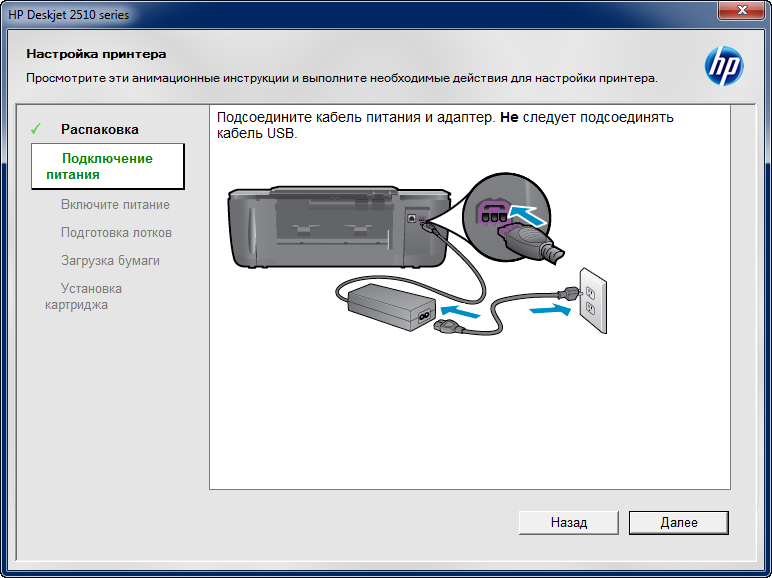 HP Deskjet 2510 series
Настройка принтера
Просмотрите эти анимационные инструкции и выполните необходимые действия для настройки принтера.
hp
✓ Распаковка
Подключение
питания
Включите питание
Подготовка лотков
Загрузка бумаги
Установка
картриджа
Подсоедините кабель питания и адаптер. Не следует подсоединять
кабель USB.
Назад
Далее